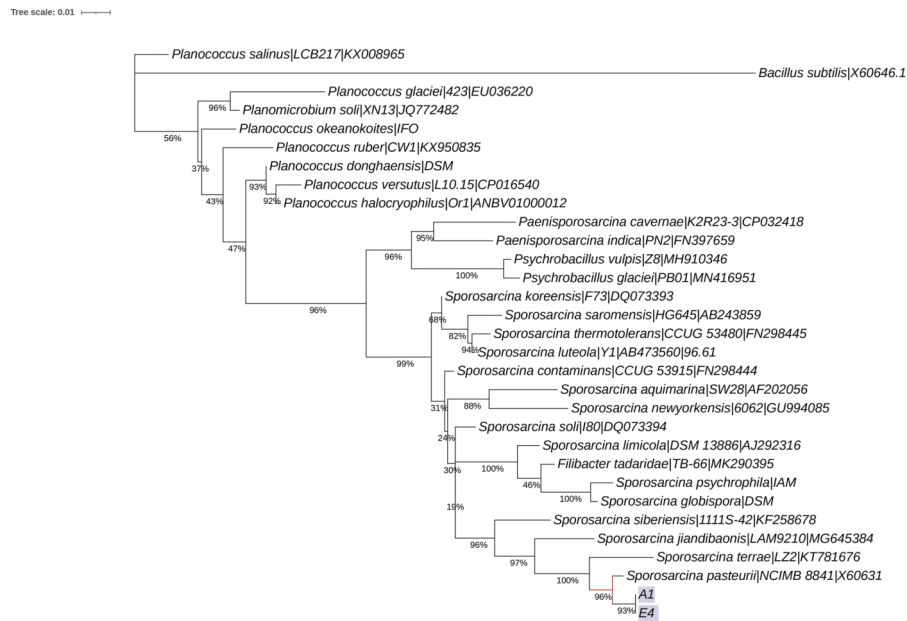 Tree scale: 0.01
Planococcus salinus|LCB217|KX008965
Bacillus subtilis|X60646.1
Planococcus glaciei|423|EU036220
96%
Planomicrobium soli|XN13|JQ772482
Planococcus okeanokoites|IFO
56%
Planococcus ruber|CW1|KX950835
Planococcus donghaensis|DSM
37%
Planococcus versutus|L10.15|CP016540
93%
43%
92%
Planococcus halocryophilus|Or1|ANBV01000012
Paenisporosarcina cavernae|K2R23-3|CP032418
95%
Paenisporosarcina indica|PN2|FN397659
47%
96%
Psychrobacillus vulpis|Z8|MH910346
100%
Psychrobacillus glaciei|PB01|MN416951
Sporosarcina koreensis|F73|DQ073393
96%
Sporosarcina saromensis|HG645|AB243859
68%
Sporosarcina thermotolerans|CCUG 53480|FN298445
82%
94%
Sporosarcina luteola|Y1|AB473560|96.61
99%
Sporosarcina contaminans|CCUG 53915|FN298444
Sporosarcina aquimarina|SW28|AF202056
88%
31%
Sporosarcina newyorkensis|6062|GU994085
Sporosarcina soli|I80|DQ073394
24%
Sporosarcina limicola|DSM 13886|AJ292316
Filibacter tadaridae|TB-66|MK290395
30%
100%
Sporosarcina psychrophila|IAM
46%
100%
Sporosarcina globispora|DSM
19%
Sporosarcina siberiensis|1111S-42|KF258678
Sporosarcina jiandibaonis|LAM9210|MG645384
96%
Sporosarcina terrae|LZ2|KT781676
97%
Sporosarcina pasteurii|NCIMB 8841|X60631
100%
A1
96%
93%
E4